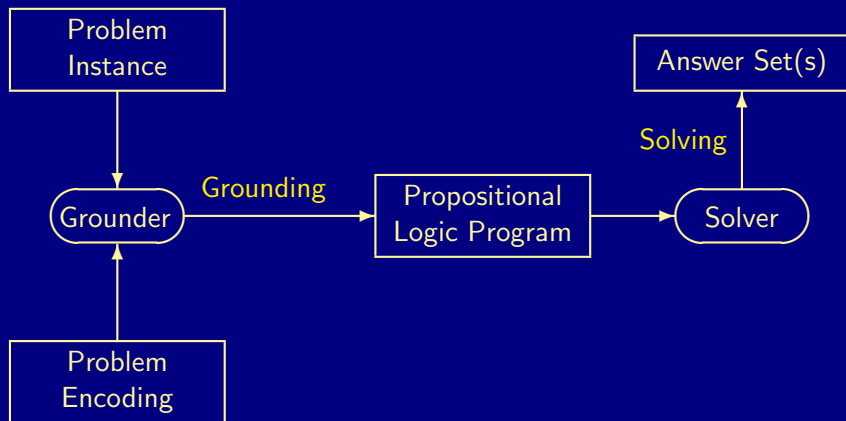 Problem
Instance
Answer Set(s)
Solving
Grounding
Grounder
Propositional
Logic Program
Solver
Problem
Encoding